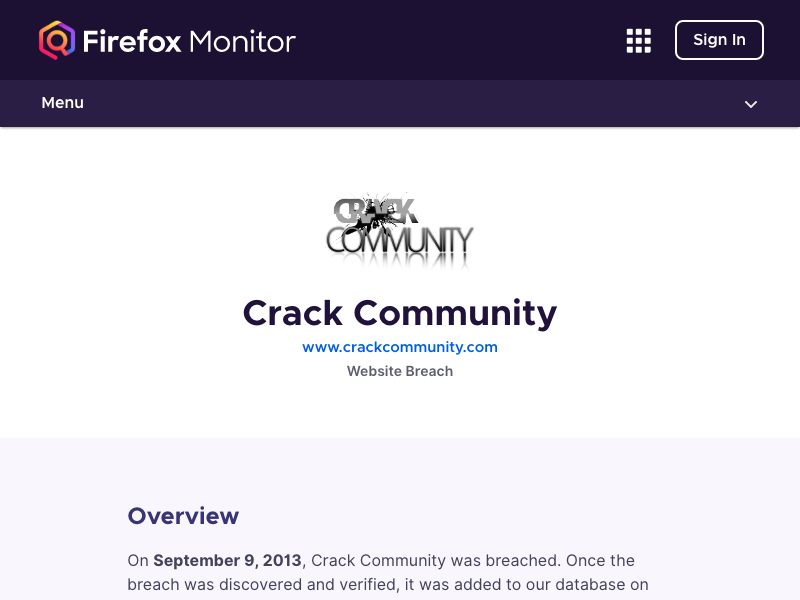 Firefox Monitor
Sign In
Menu
CRACK
COMMUNITY
Crack Community
www.crackcommunity.com
Website Breach
Overview
On September 9, 2013, Crack Community was breached. Once the
breach was discovered and verified, it was added to our database on